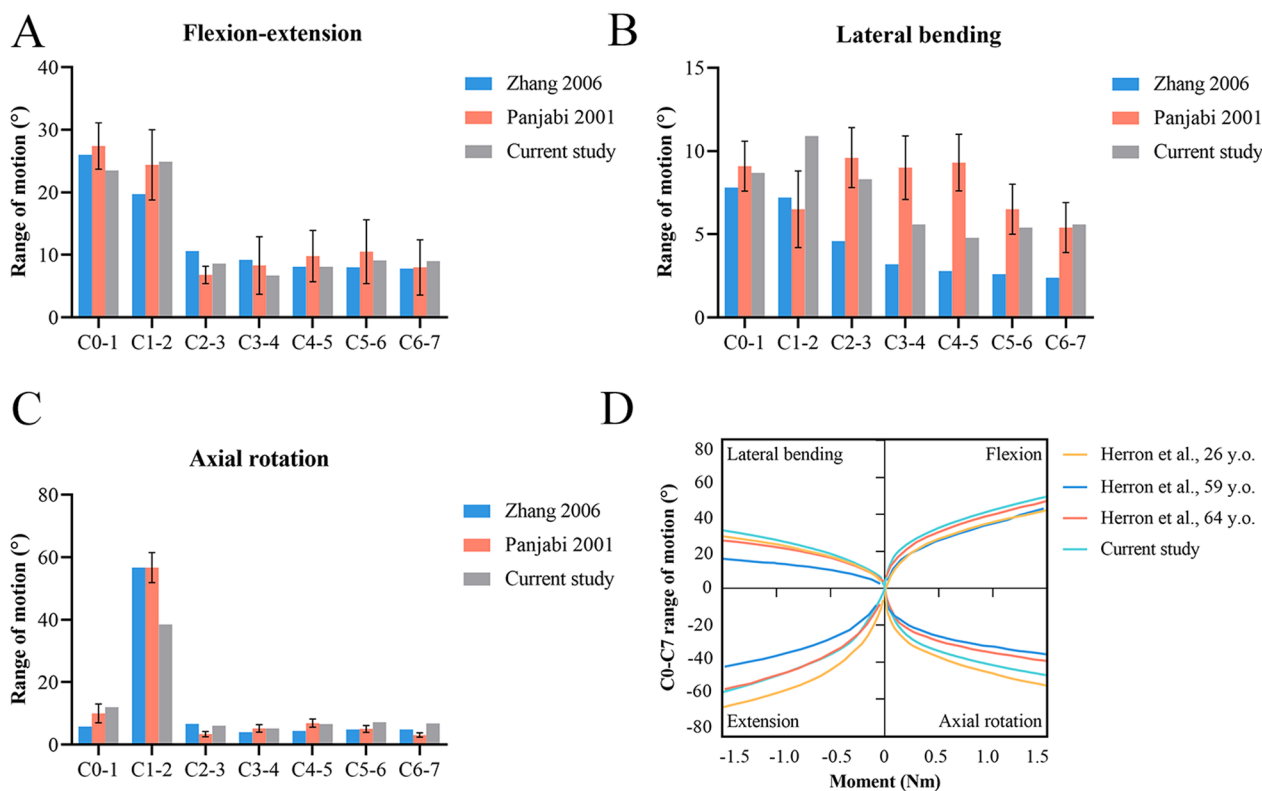 A
Flexion-extension
Range of motion (°)
40
30
20
10
0
C0-1 C1-2 C2-3 C3-4 C4-5 C5-6 C6-7
Zhang 2006
Panjabi 2001
Current study
B
Lateral bending
Range of motion (°)
15
10
5
0
C0-1 C1-2 C2-3 C3-4 C4-5 C5-6 C6-7
Zhang 2006
Panjabi 2001
Current study
C
Axial rotation
Range of motion (°)
80
60
40
20
0
C0-1 C1-2 C2-3 C3-4 C4-5 C5-6 C6-7
Zhang 2006
Panjabi 2001
Current study
D
C0-C7 range of motion (°)
80
60
40
20
0
-20
-40
-60
-80
Lateral bending Flexion
Extension Axial rotation
-1.5 -1.0 -0.5 0 0.5 1.0 1.5
Moment (Nm)
Herron et al., 26 y.o.
Herron et al., 59 y.o.
Herron et al., 64 y.o.
Current study